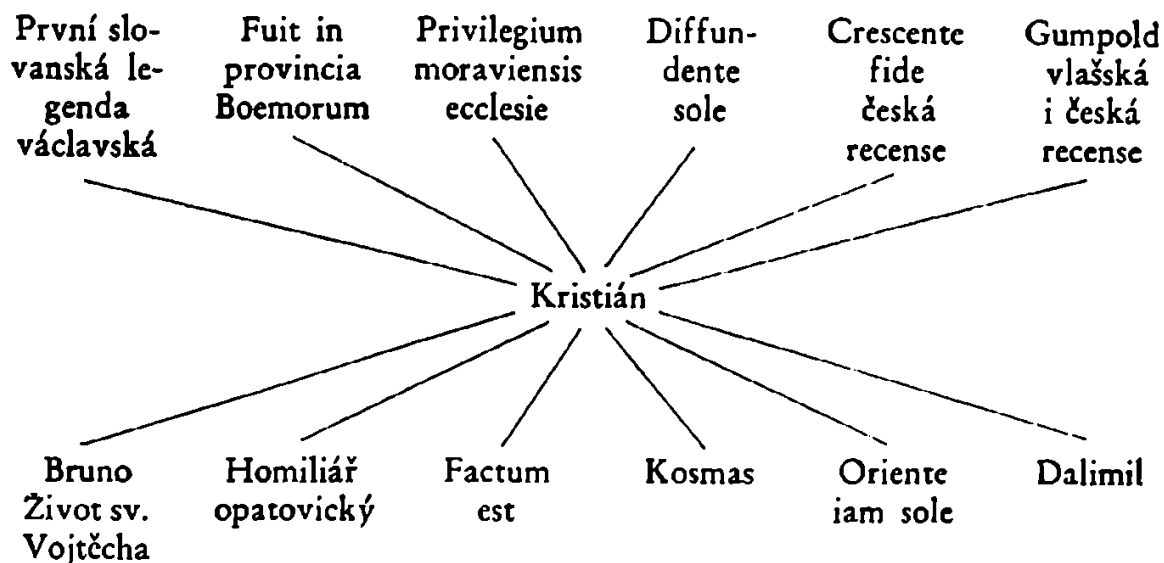 První slo-
vanská le-
genda
václavská
Fuit in
provincia
Boemorum
Privilegium
moraviensis
ecclesie
Diffun-
dente
sole
Crescente
fide
česká
recense
Gumpold
vlašská
i česká
recense
Kristián
Bruno
Život sv.
Vojtěcha
Homiliář
opatovický
Factum
est
Kosmas
Oriente
iam sole
Dalimil